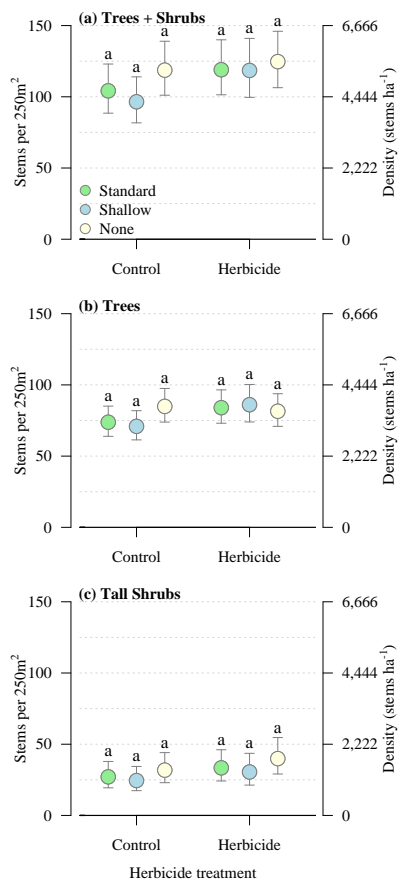 (a) Trees + Shrubs
150
100
50
0
Stems per 250m²
a a a a a a
6,666
4,444
2,222
0
Density (stems ha⁻¹)
Standard
Shallow
None
Control Herbicide
(b) Trees
150
100
50
0
Stems per 250m²
a a a a a a
6,666
4,444
2,222
0
Density (stems ha⁻¹)
Control Herbicide
(c) Tall Shrubs
150
100
50
0
Stems per 250m²
a a a a a a
6,666
4,444
2,222
0
Density (stems ha⁻¹)
Control Herbicide
Herbicide treatment